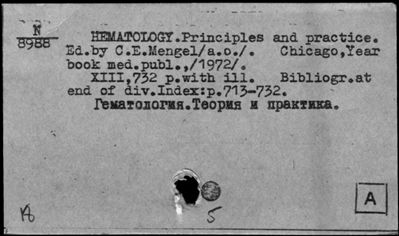 N
8988
HEMATOLOGY.Principles and practice.
Ed.by C.E.Mengel/a.o./. Chicago,Year
book med.publ.,/1972/.
XIII,732 p.with ill. Bibliogr.at
end of div.Index:p.713-732.
Гематология.Теория и практика.
5
A